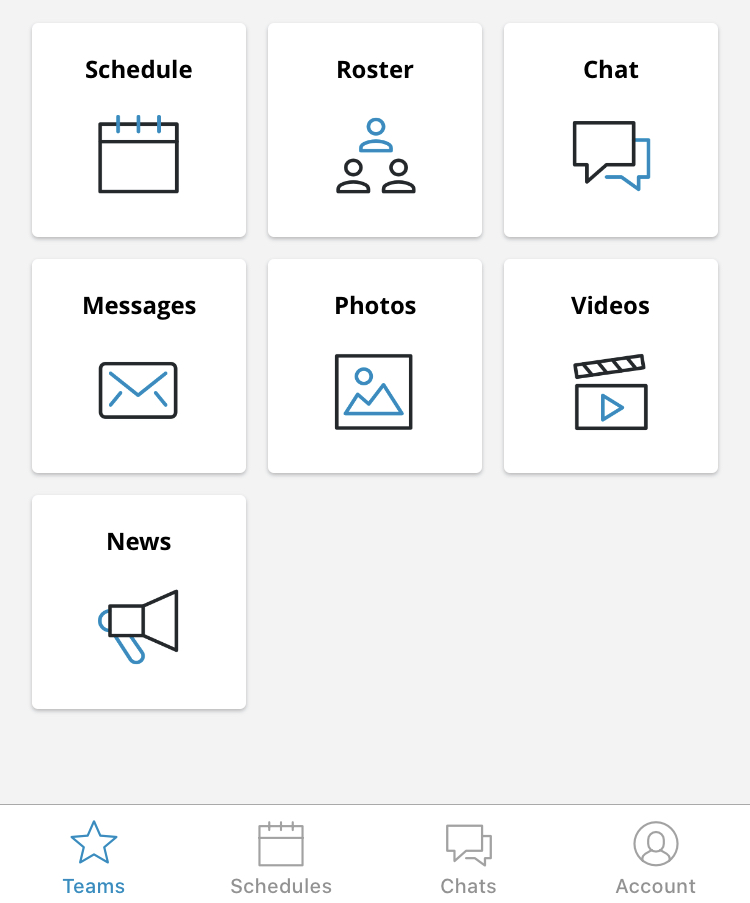 Schedule
Roster
Chat
Messages
Photos
Videos
News
Teams
Schedules
Chats
Account